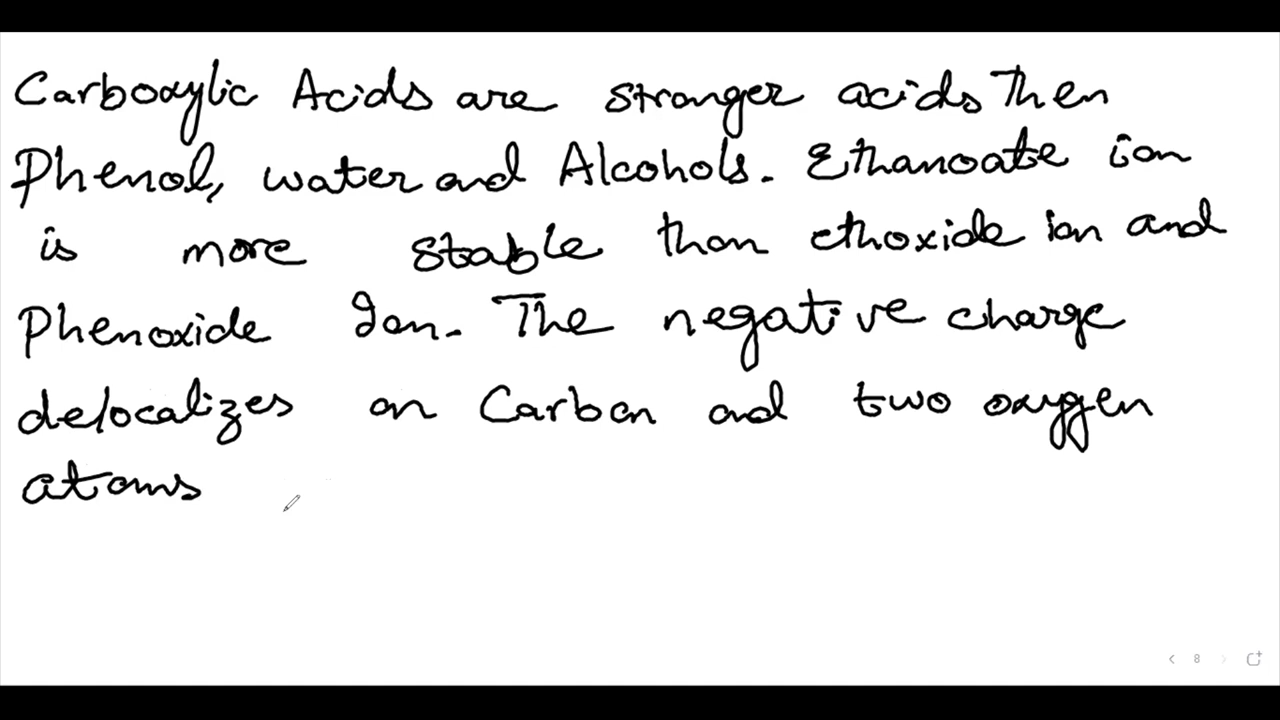 Carboxylic Acids are stronger acids Then
Phenol, water and Alcohols. Ethanoate ion
is more stable than ethoxide ion and
Phenoxide Ion. The negative charge
delocalizes on Carbon and two oxygen
atoms
8